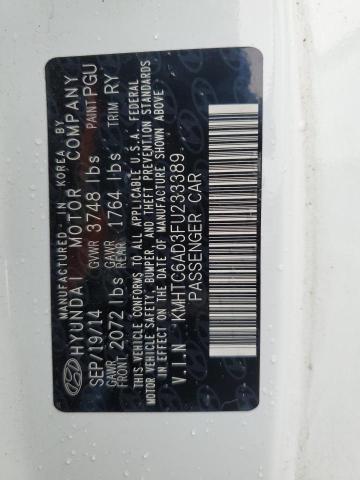 MANUFACTURED IN KOREA BY
HYUNDAI MOTOR COMPANY
SEP/19/14 GVWR 3748 lbs PAINT PGU
GAWR FRONT 2072 lbs GAWR REAR 1764 lbs TRIM RY
THIS VEHICLE CONFORMS TO ALL APPLICABLE U.S.A. FEDERAL
MOTOR VEHICLE SAFETY, BUMPER, AND THEFT PREVENTION STANDARDS
IN EFFECT ON THE DATE OF MANUFACTURE SHOWN ABOVE
V.I.N KMHTC6AD3FU233389
PASSENGER CAR